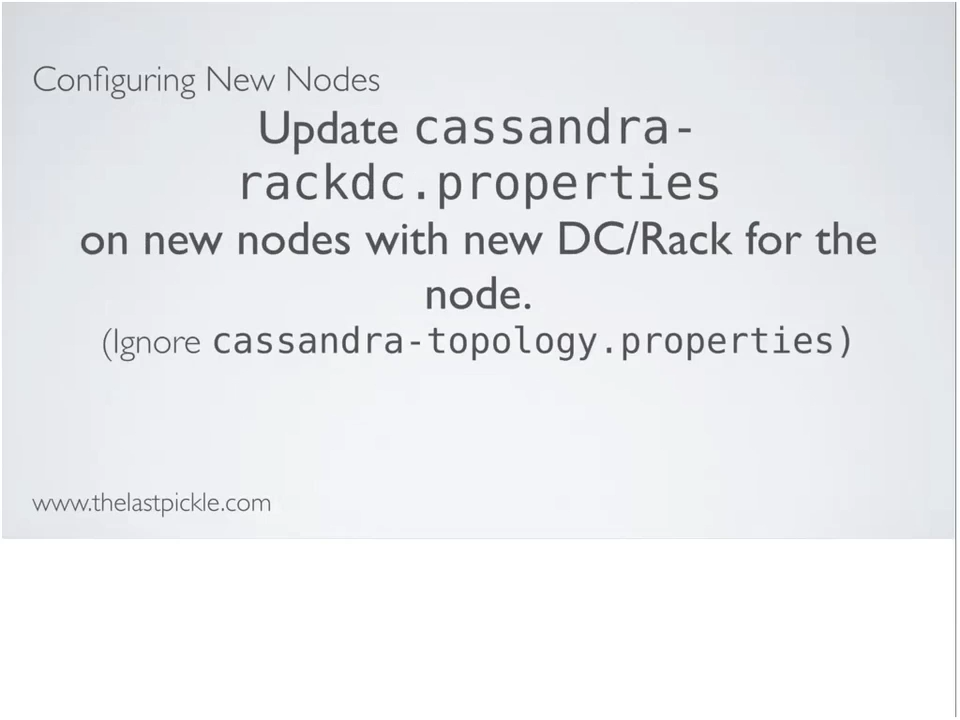 Configuring New Nodes
Update cassandra-
rackdc.properties
on new nodes with new DC/Rack for the
node.
(Ignore cassandra-topology.properties)
www.thelastpickle.com